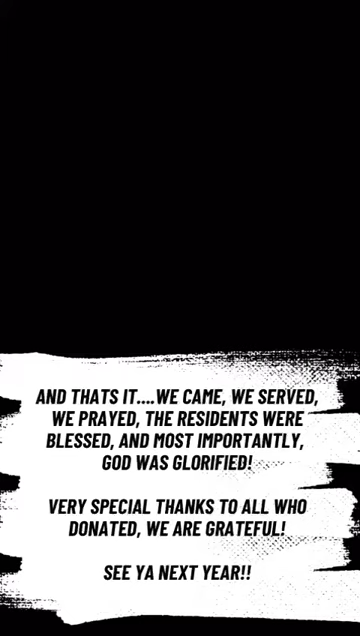 AND THATS IT....WE CAME, WE SERVED,
WE PRAYED, THE RESIDENTS WERE
BLESSED, AND MOST IMPORTANTLY,
GOD WAS GLORIFIED!
VERY SPECIAL THANKS TO ALL WHO
DONATED, WE ARE GRATEFUL!
SEE YA NEXT YEAR!!